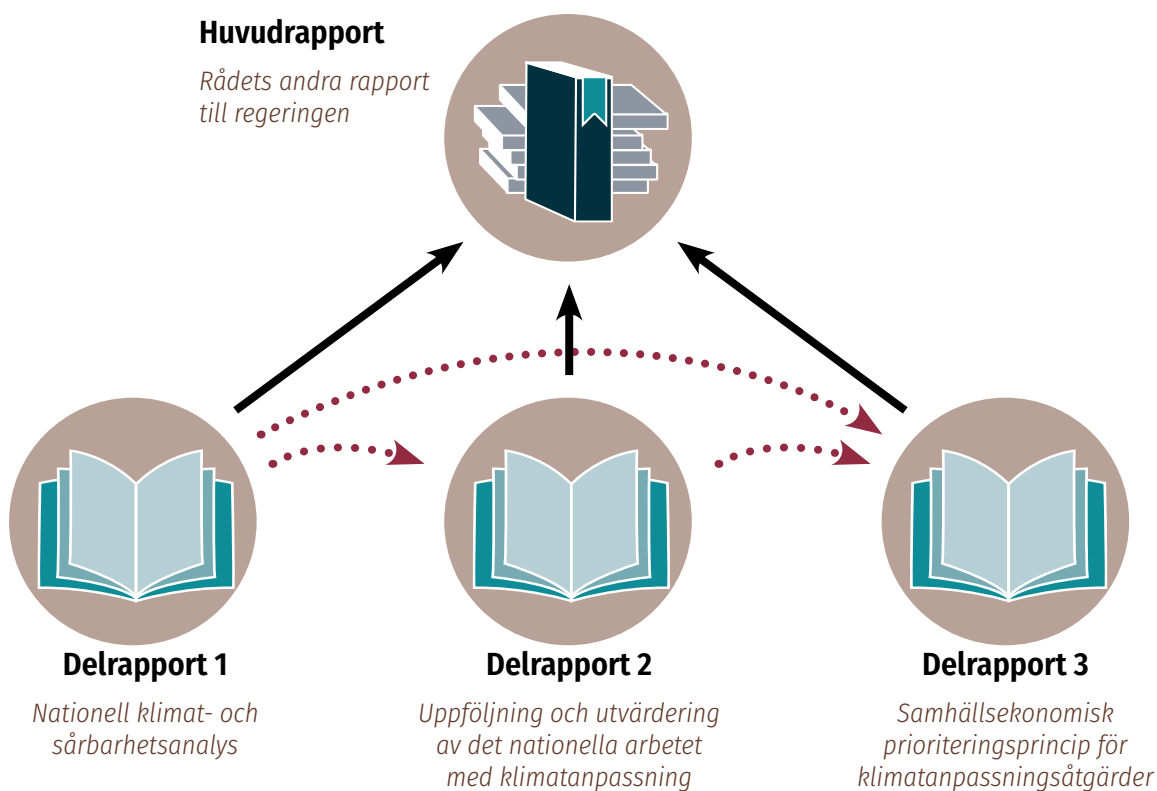 Huvudrapport
Rådets andra rapport
till regeringen
Delrapport 1
Nationell klimat- och
sårbarhetsanalys
Delrapport 2
Uppföljning och utvärdering
av det nationella arbetet
med klimatanpassning
Delrapport 3
Samhällsekonomisk
prioriteringsprincip för
klimatanpassningsåtgärder